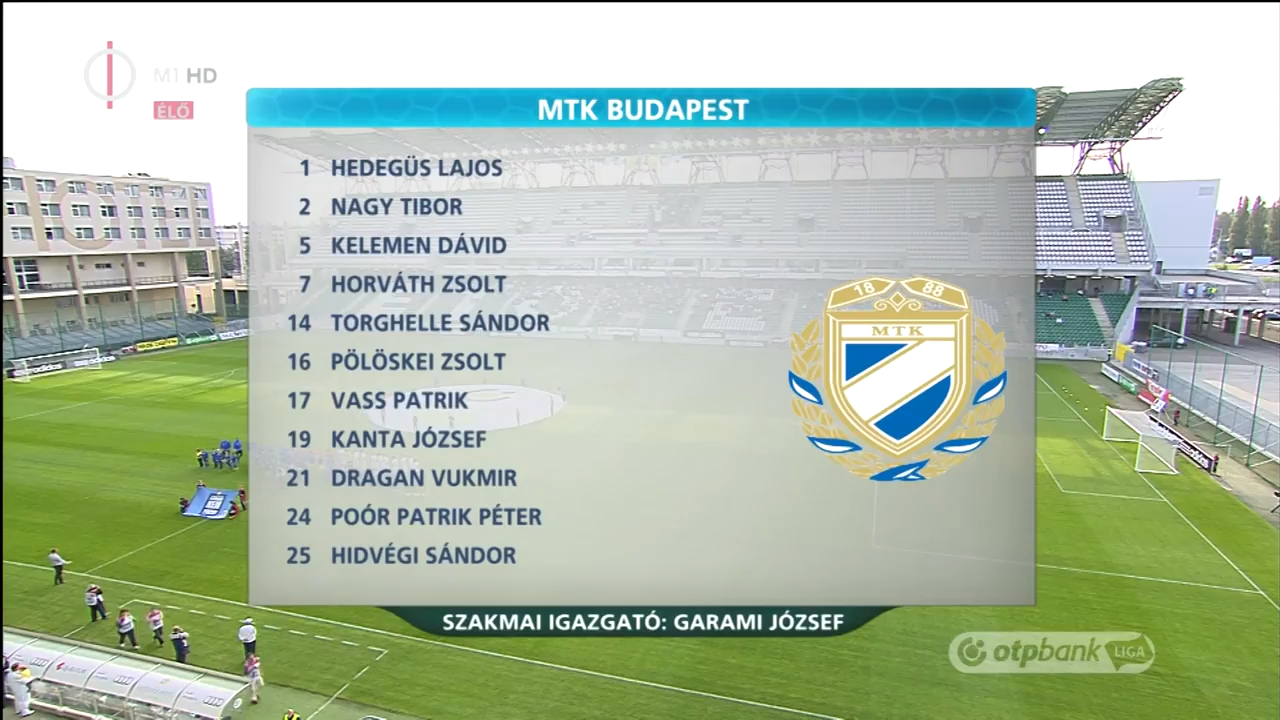 M1 HD
ÉLŐ
MTK BUDAPEST
1 HEDEGÜS LAJOS
2 NAGY TIBOR
5 KELEMEN DÁVID
7 HORVÁTH ZSOLT
14 TORGHELLE SÁNDOR
16 PÖLÖSKEI ZSOLT
17 VASS PATRIK
19 KANTA JÓZSEF
21 DRAGAN VUKMIR
24 POÓR PATRIK PÉTER
25 HIDVÉGI SÁNDOR
18 88
MTK
SZAKMAI IGAZGATÓ: GARAMI JÓZSEF
otpbank LIGA